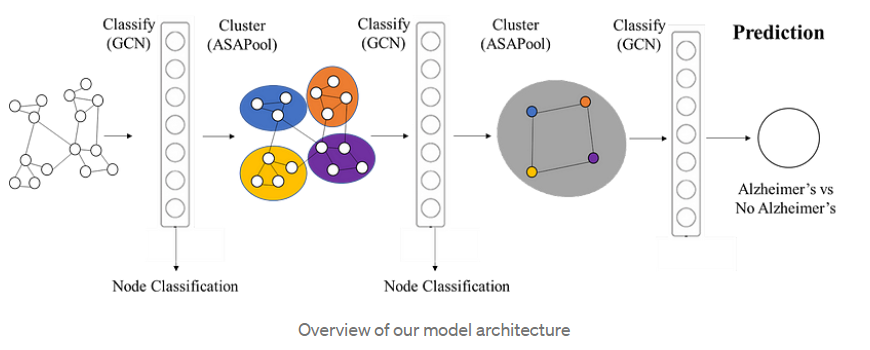 Classify
(GCN)
Cluster
(ASAPool)
Classify
(GCN)
Cluster
(ASAPool)
Classify
(GCN)
Prediction
Alzheimer's vs
No Alzheimer's
Node Classification
Node Classification
Overview of our model architecture